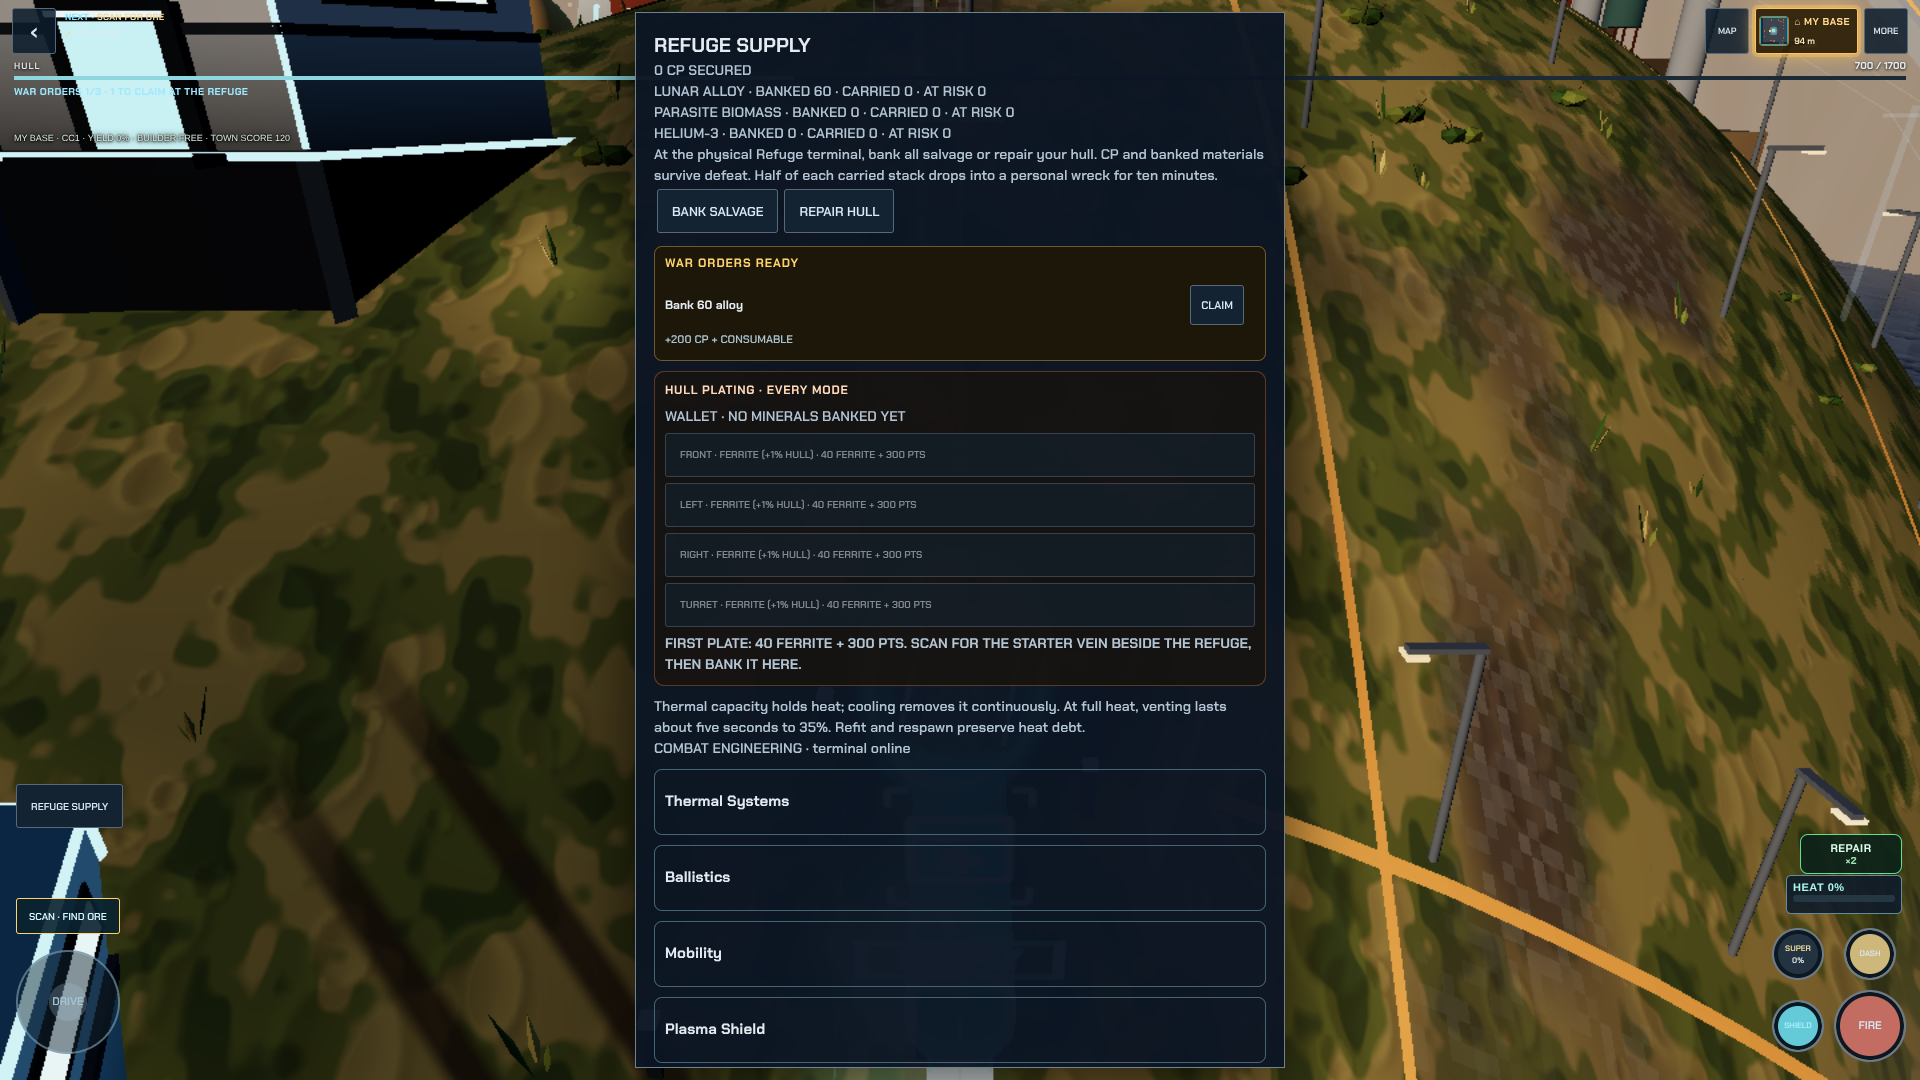 NEXT · SCAN FOR ORE
HULL
WAR ORDERS 1/3 · 1 TO CLAIM AT THE REFUGE
MY BASE · CC1 · YIELD 0% · BUILDER FREE · TOWN SCORE 120
REFUGE SUPPLY
0 CP SECURED
LUNAR ALLOY · BANKED 60 · CARRIED 0 · AT RISK 0
PARASITE BIOMASS · BANKED 0 · CARRIED 0 · AT RISK 0
HELIUM-3 · BANKED 0 · CARRIED 0 · AT RISK 0
At the physical Refuge terminal, bank all salvage or repair your hull. CP and banked materials
survive defeat. Half of each carried stack drops into a personal wreck for ten minutes.
BANK SALVAGE
REPAIR HULL
WAR ORDERS READY
Bank 60 alloy
CLAIM
+200 CP + CONSUMABLE
HULL PLATING · EVERY MODE
WALLET · NO MINERALS BANKED YET
FRONT · FERRITE (+1% HULL) · 40 FERRITE + 300 PTS
LEFT · FERRITE (+1% HULL) · 40 FERRITE + 300 PTS
RIGHT · FERRITE (+1% HULL) · 40 FERRITE + 300 PTS
TURRET · FERRITE (+1% HULL) · 40 FERRITE + 300 PTS
FIRST PLATE: 40 FERRITE + 300 PTS. SCAN FOR THE STARTER VEIN BESIDE THE REFUGE,
THEN BANK IT HERE.
Thermal capacity holds heat; cooling removes it continuously. At full heat, venting lasts
about five seconds to 35%. Refit and respawn preserve heat debt.
COMBAT ENGINEERING · terminal online
Thermal Systems
Ballistics
Mobility
Plasma Shield
MAP
⌂ MY BASE
94 m
MORE
700 / 1700
REFUGE SUPPLY
SCAN · FIND ORE
DRIVE
REPAIR
×2
HEAT 0%
SUPER
0%
DASH
SHIELD
FIRE